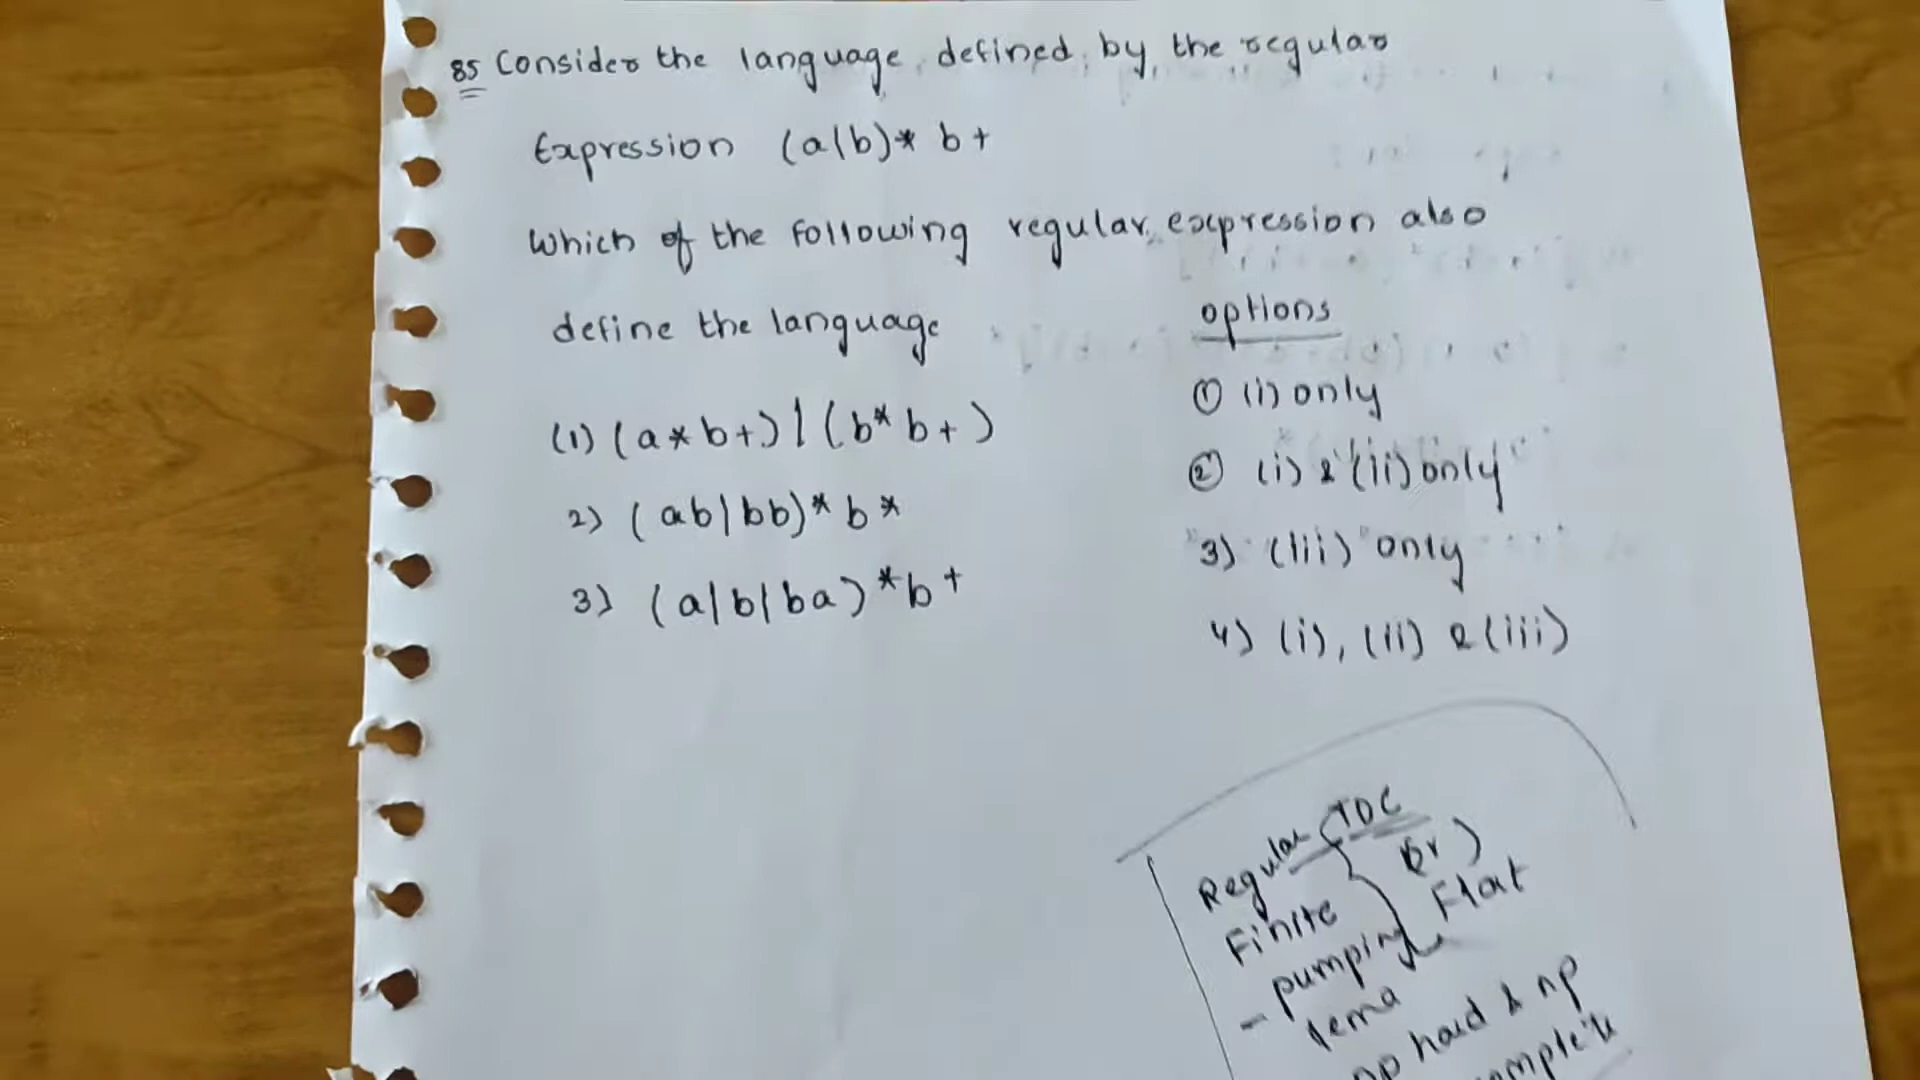 85 Consider the language defined by the regular
Expression (a|b)* b+
Which of the following regular expression also
define the language
(1) (a*b+) | (b* b+)
2) (ab|bb)* b*
3) (a|b|ba)* b+
options
① (i) only
② (i) & (ii) only
3) (iii) only
4) (i), (ii) & (iii)
Regular (TOC
Finite (or)
- pumping Flat
lema
np hard & np